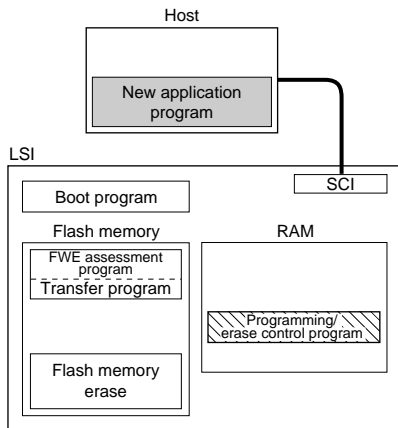 Host
New application
program
LSI
SCI
Boot program
Flash memory
RAM
FWE assessment
program
Transfer program
Programming/
erase control program
Flash memory
erase